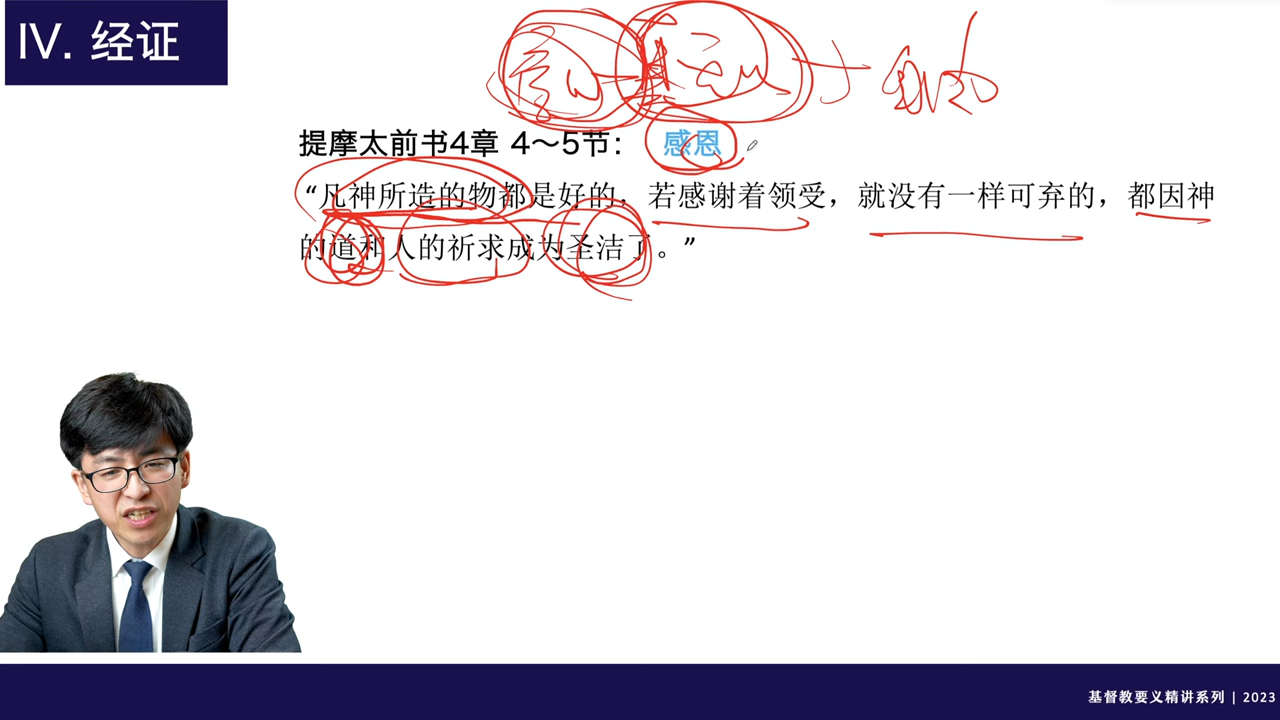 IV. 经证
提摩太前书4章 4～5节： 感恩
“凡神所造的物都是好的，若感谢着领受，就没有一样可弃的，都因神
的道和人的祈求成为圣洁了。”
基督教要义精讲系列 | 2023